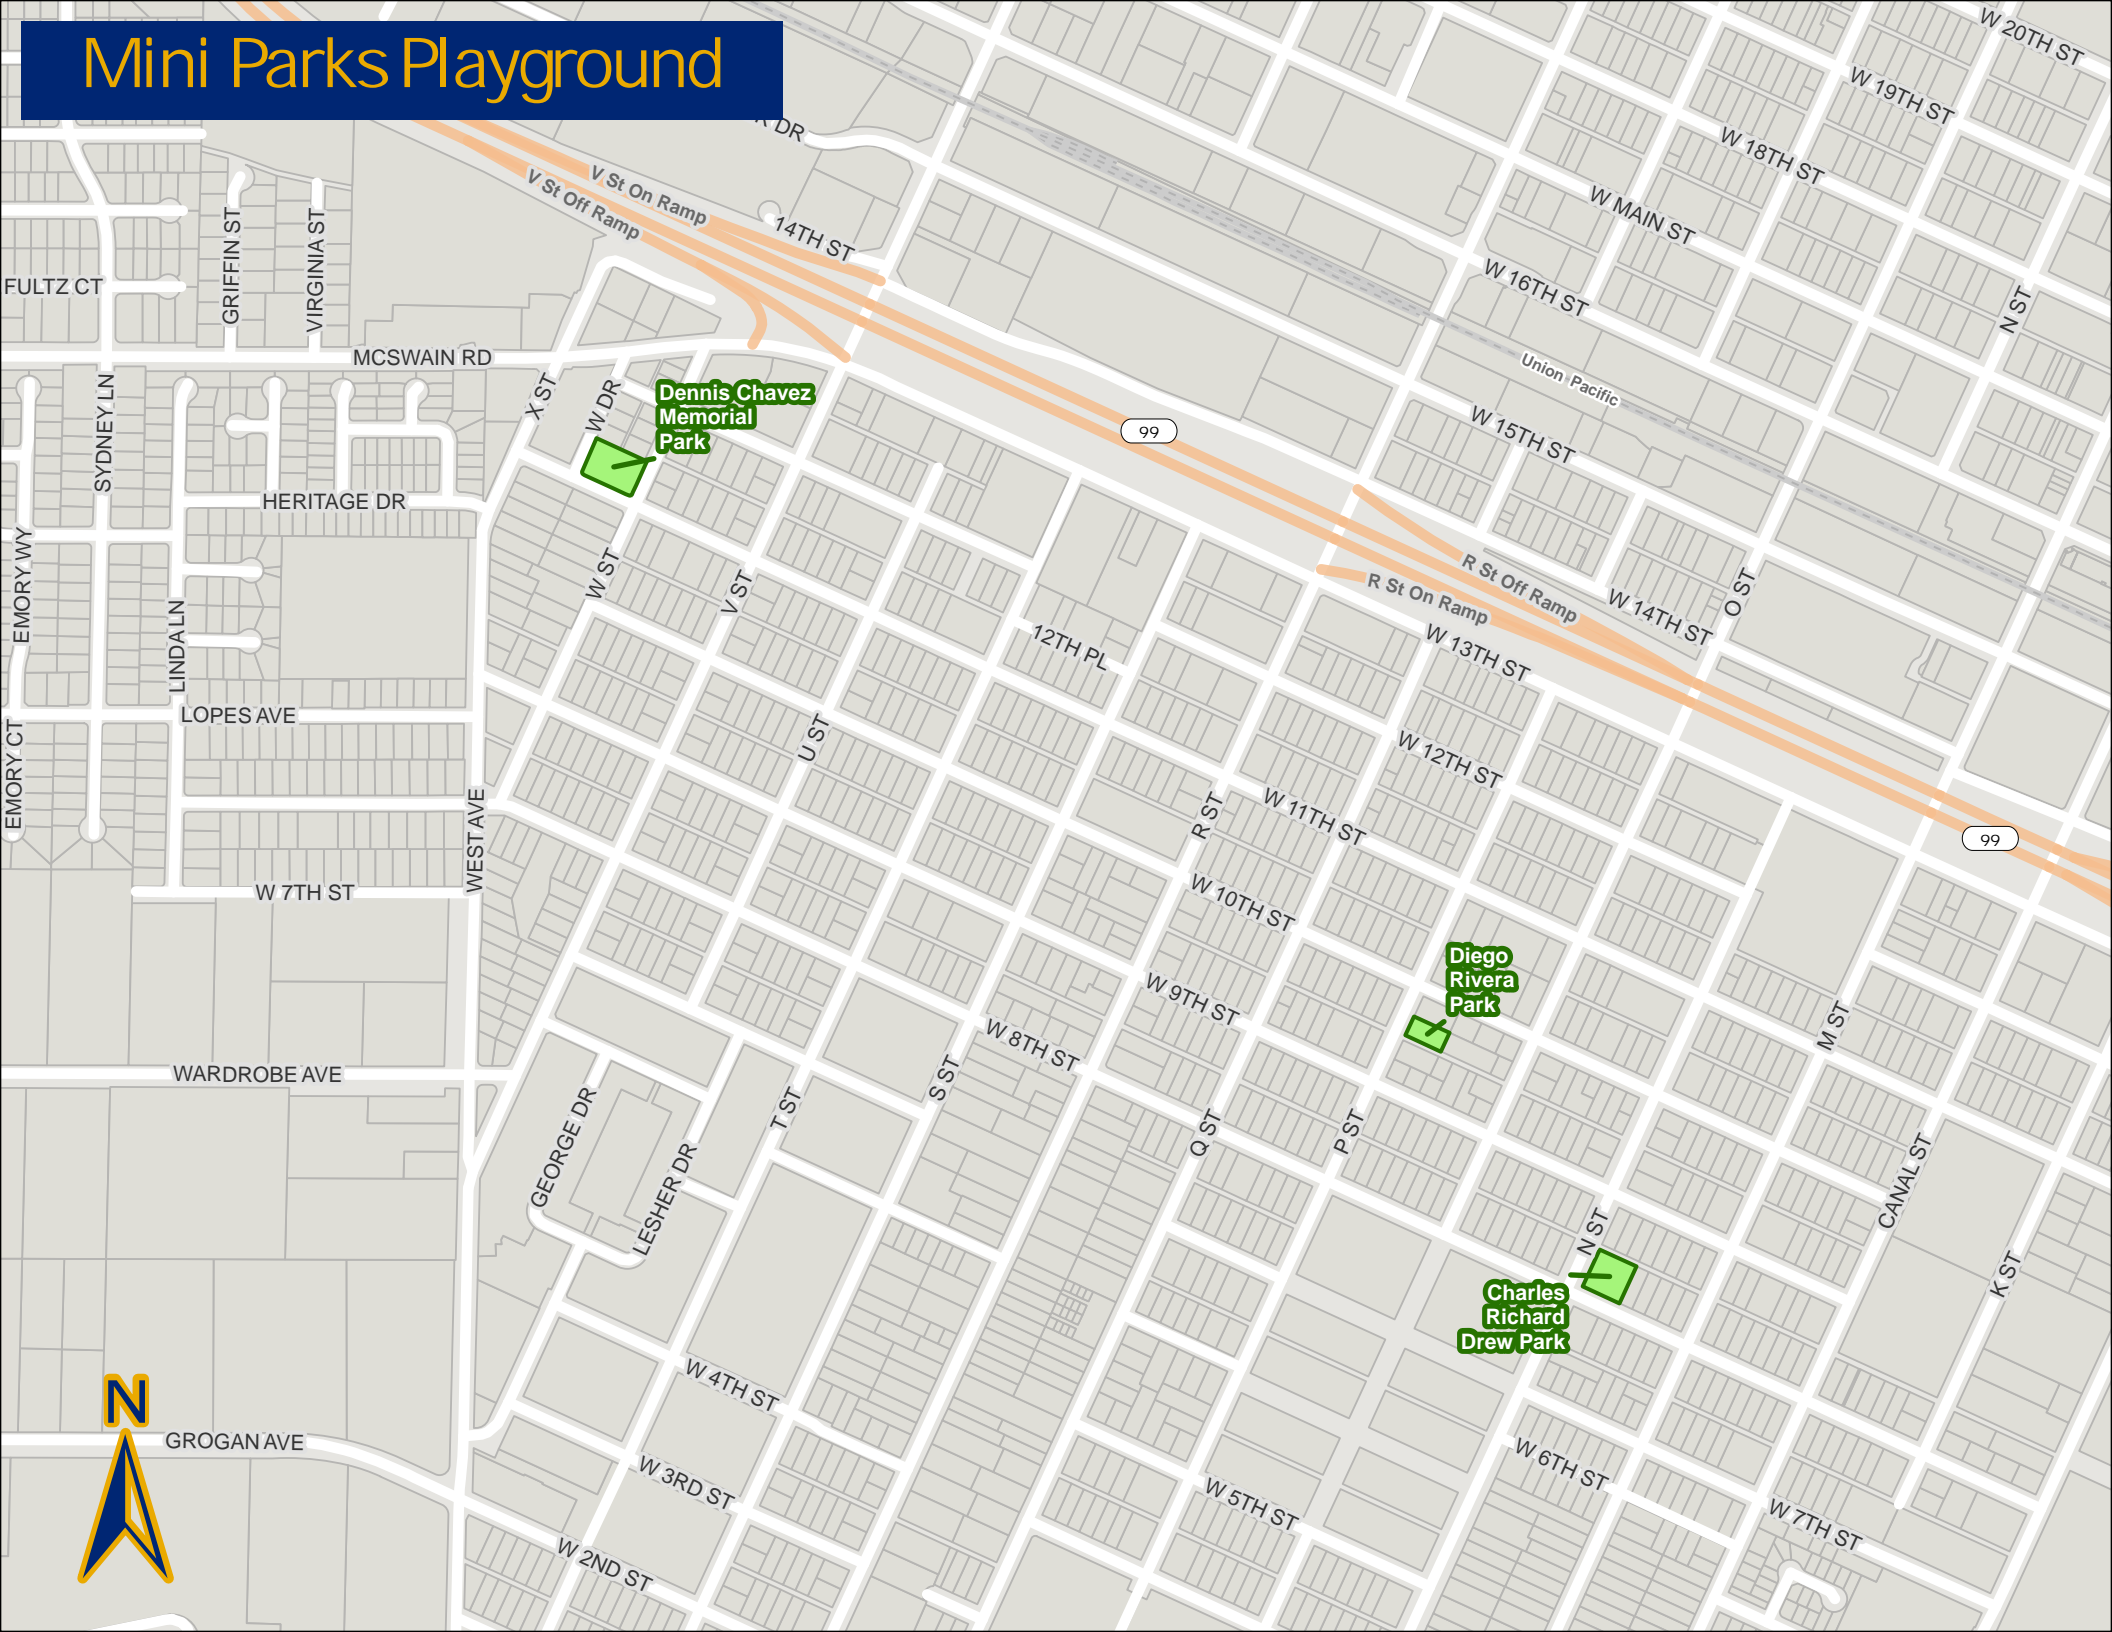 Mini Parks Playground
W 20TH ST
W 19TH ST
W 18TH ST
W MAIN ST
W 16TH ST
N ST
DR
V St On Ramp
V St Off Ramp
14TH ST
GRIFFIN ST
VIRGINIA ST
FULTZ CT
MCSWAIN RD
Union Pacific
X ST
W DR
Dennis Chavez
Memorial
Park
99
W 15TH ST
SYDNEY LN
HERITAGE DR
EMORY WY
LINDA LN
W ST
V ST
R St Off Ramp
R St On Ramp
W 14TH ST
O ST
W 13TH ST
12TH PL
LOPES AVE
EMORY CT
U ST
W 12TH ST
R ST
W 11TH ST
WEST AVE
99
W 7TH ST
W 10TH ST
Diego
Rivera
Park
W 9TH ST
M ST
W 8TH ST
S ST
WARDROBE AVE
T ST
Q ST
P ST
GEORGE DR
LESHER DR
CANAL ST
N ST
K ST
Charles
Richard
Drew Park
W 4TH ST
N
GROGAN AVE
W 3RD ST
W 6TH ST
W 5TH ST
W 7TH ST
W 2ND ST